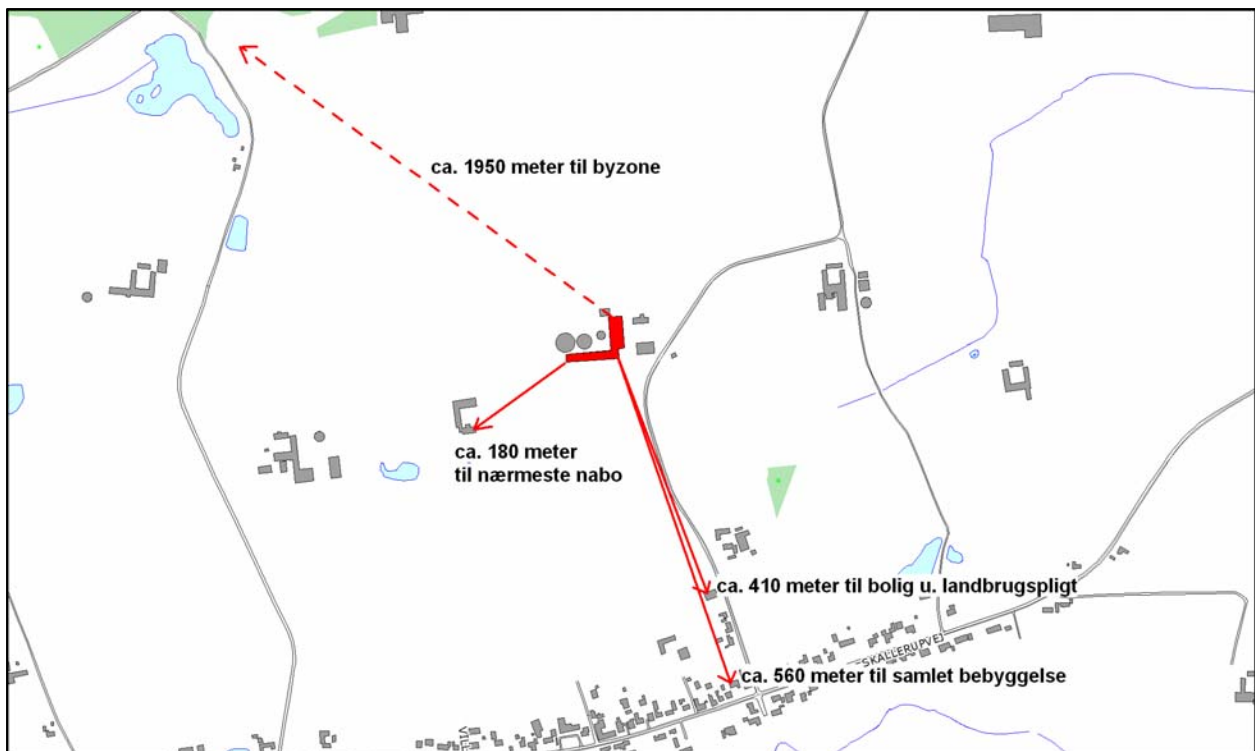 ca. 1950 meter til byzone
ca. 180 meter
til nærmeste nabo
ca. 410 meter til bolig u. landbrugspligt
SKALLERUPVEJ
ca. 560 meter til samlet bebyggelse